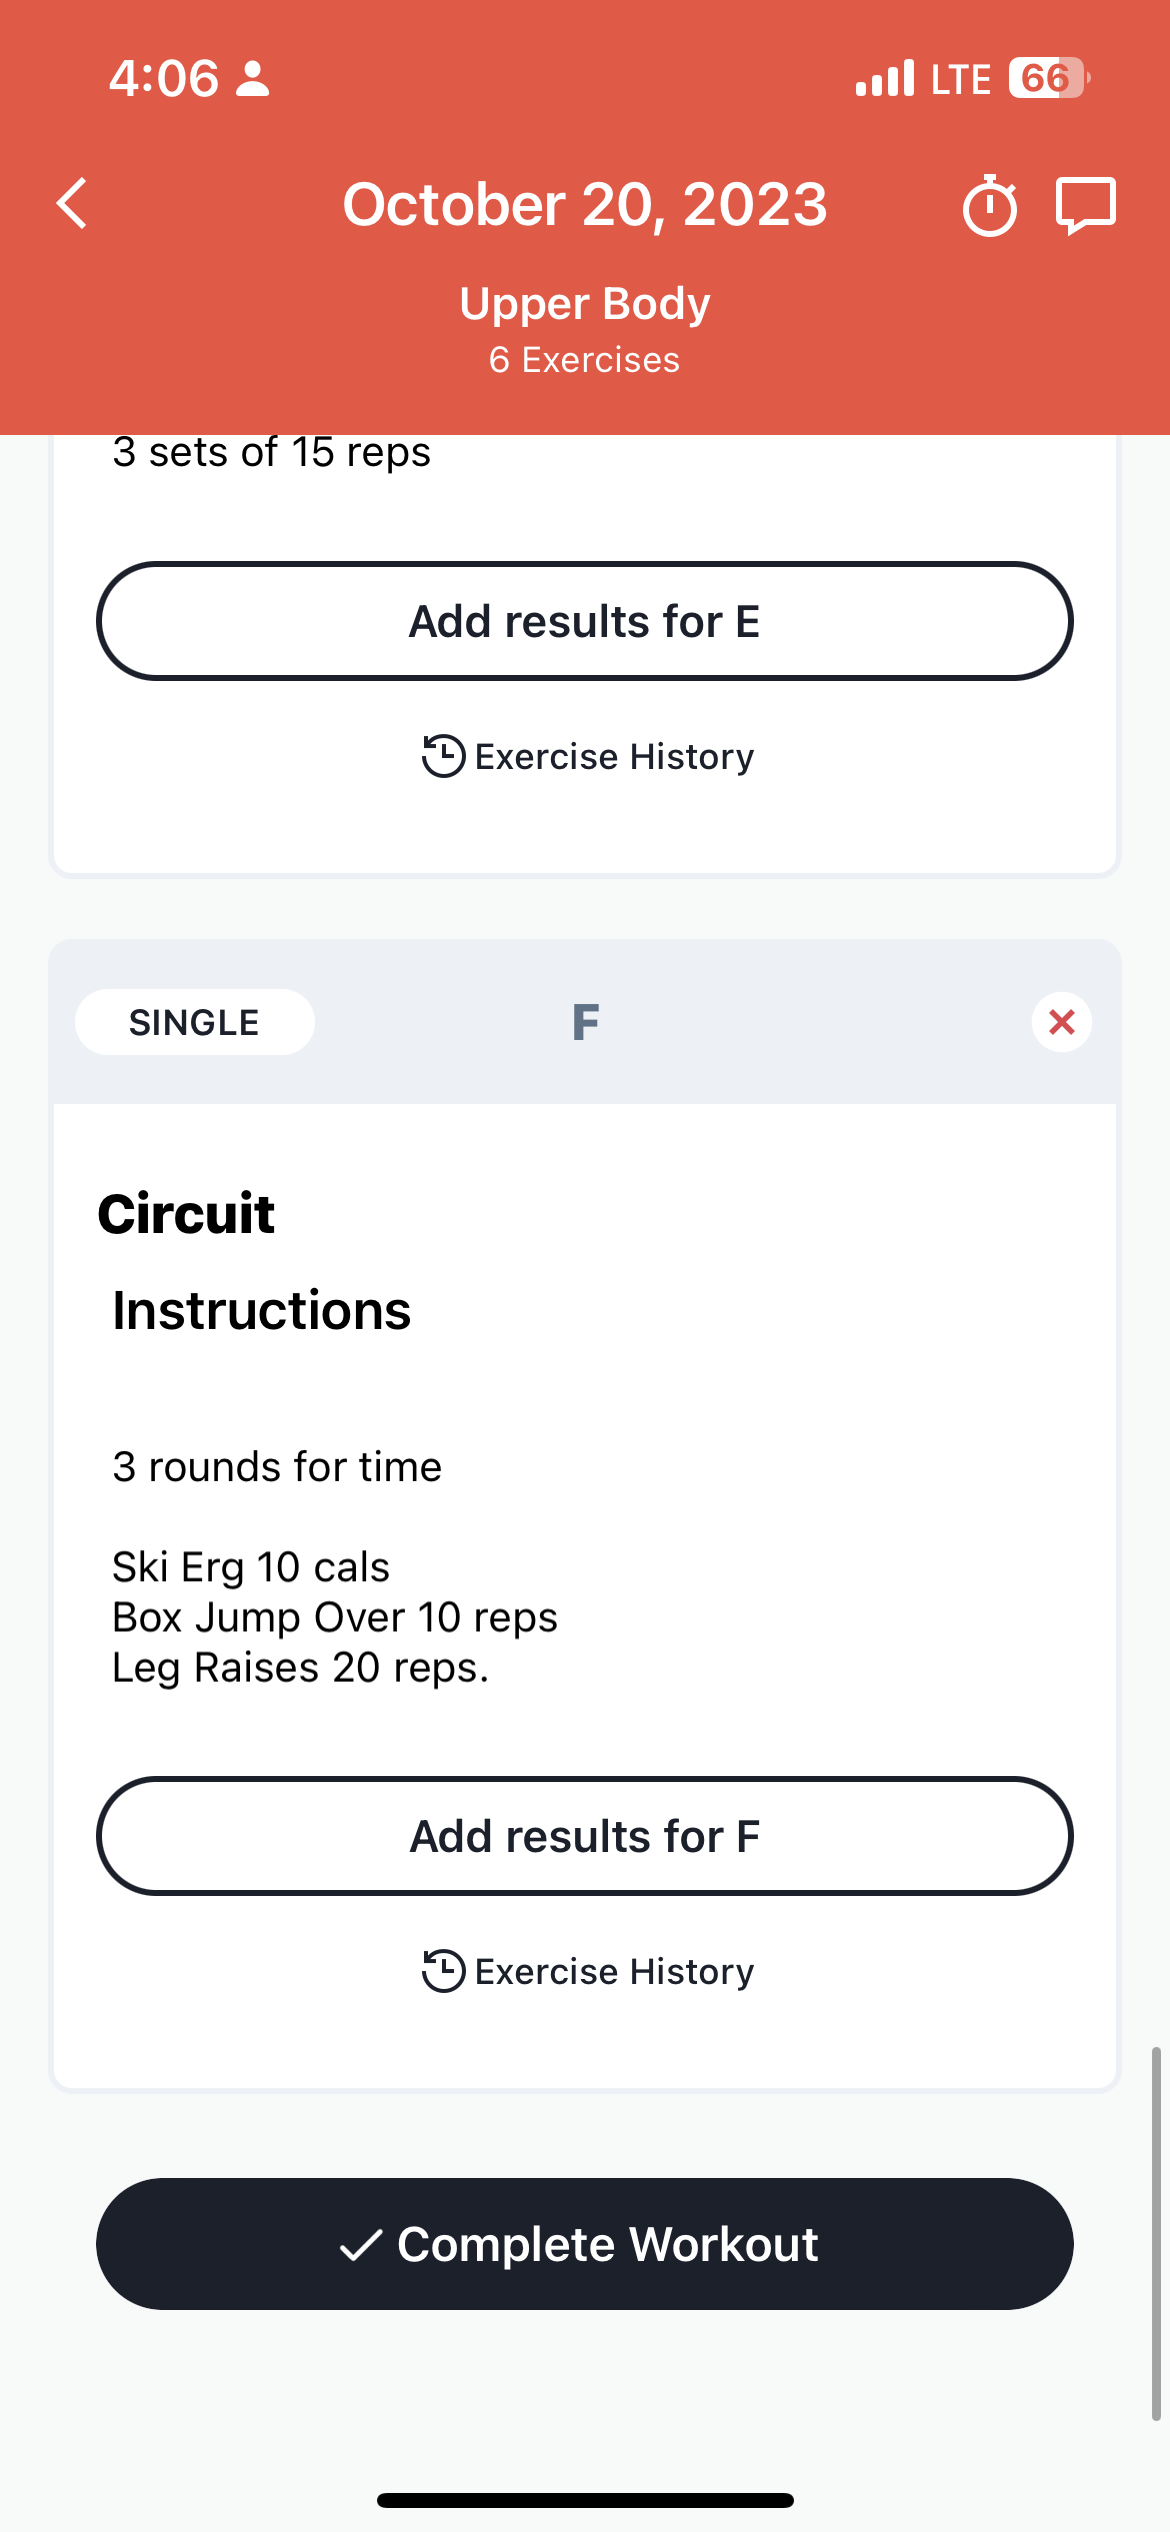 4:06
LTE 66
October 20, 2023
Upper Body
6 Exercises
3 sets of 15 reps
Add results for E
Exercise History
SINGLE
F
Circuit
Instructions
3 rounds for time
Ski Erg 10 cals
Box Jump Over 10 reps
Leg Raises 20 reps.
Add results for F
Exercise History
Complete Workout